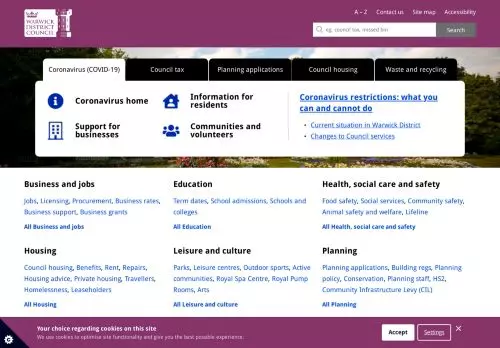 WARWICK
DISTRICT
COUNCIL
A – Z Contact us Site map Accessibility
eg. council tax, missed bin Search
Coronavirus (COVID-19) Council tax Planning applications Council housing Waste and recycling
Coronavirus home
Information for
residents
Support for
businesses
Communities and
volunteers
Coronavirus restrictions: what you
can and cannot do
• Current situation in Warwick District
• Changes to Council services
Business and jobs
Jobs, Licensing, Procurement, Business rates,
Business support, Business grants
All Business and jobs
Education
Term dates, School admissions, Schools and
colleges
All Education
Health, social care and safety
Food safety, Social services, Community safety,
Animal safety and welfare, Lifeline
All Health, social care and safety
Housing
Council housing, Benefits, Rent, Repairs,
Housing advice, Private housing, Travellers,
Homelessness, Leaseholders
All Housing
Leisure and culture
Parks, Leisure centres, Outdoor sports, Active
communities, Royal Spa Centre, Royal Pump
Rooms, Arts
All Leisure and culture
Planning
Planning applications, Building regs, Planning
policy, Conservation, Planning staff, HS2,
Community Infrastructure Levy (CIL)
All Planning
Your choice regarding cookies on this site
We use cookies to optimise site functionality and give you the best possible experience.
Accept Settings